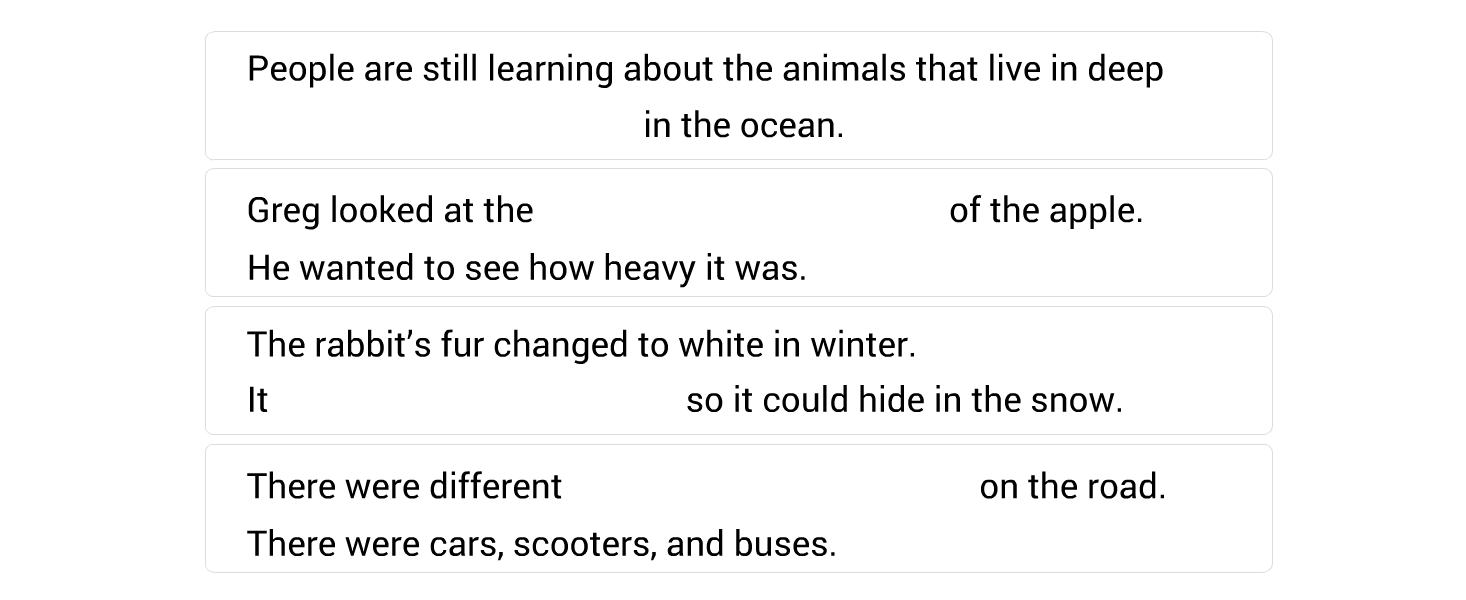 People are still learning about the animals that live in deep
in the ocean.
Greg looked at the of the apple.
He wanted to see how heavy it was.
The rabbit’s fur changed to white in winter.
It so it could hide in the snow.
There were different on the road.
There were cars, scooters, and buses.